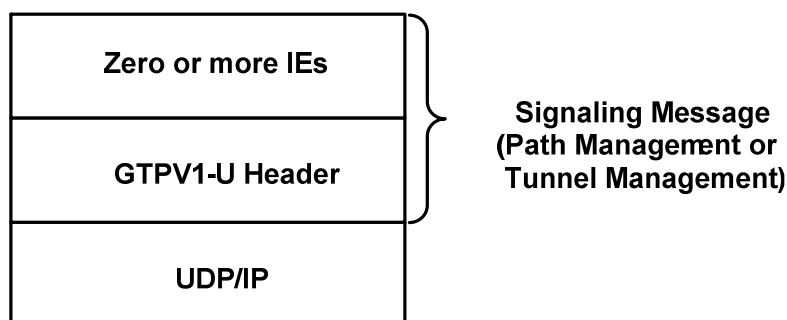 Zero or more IEs
GTPV1-U Header
UDP/IP
Signaling Message
(Path Management or
Tunnel Management)